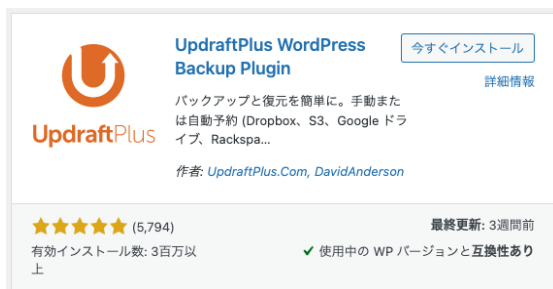 UpdraftPlus WordPress
Backup Plugin
今すぐインストール
詳細情報
バックアップと復元を簡単に。手動また
は自動予約 (Dropbox、S3、Google ドラ
イブ、Rackspa...
作者: UpdraftPlus.Com, DavidAnderson
UpdraftPlus
(5,794)
最終更新: 3週間前
有効インストール数: 3百万以
上
使用中の WP バージョンと互換性あり